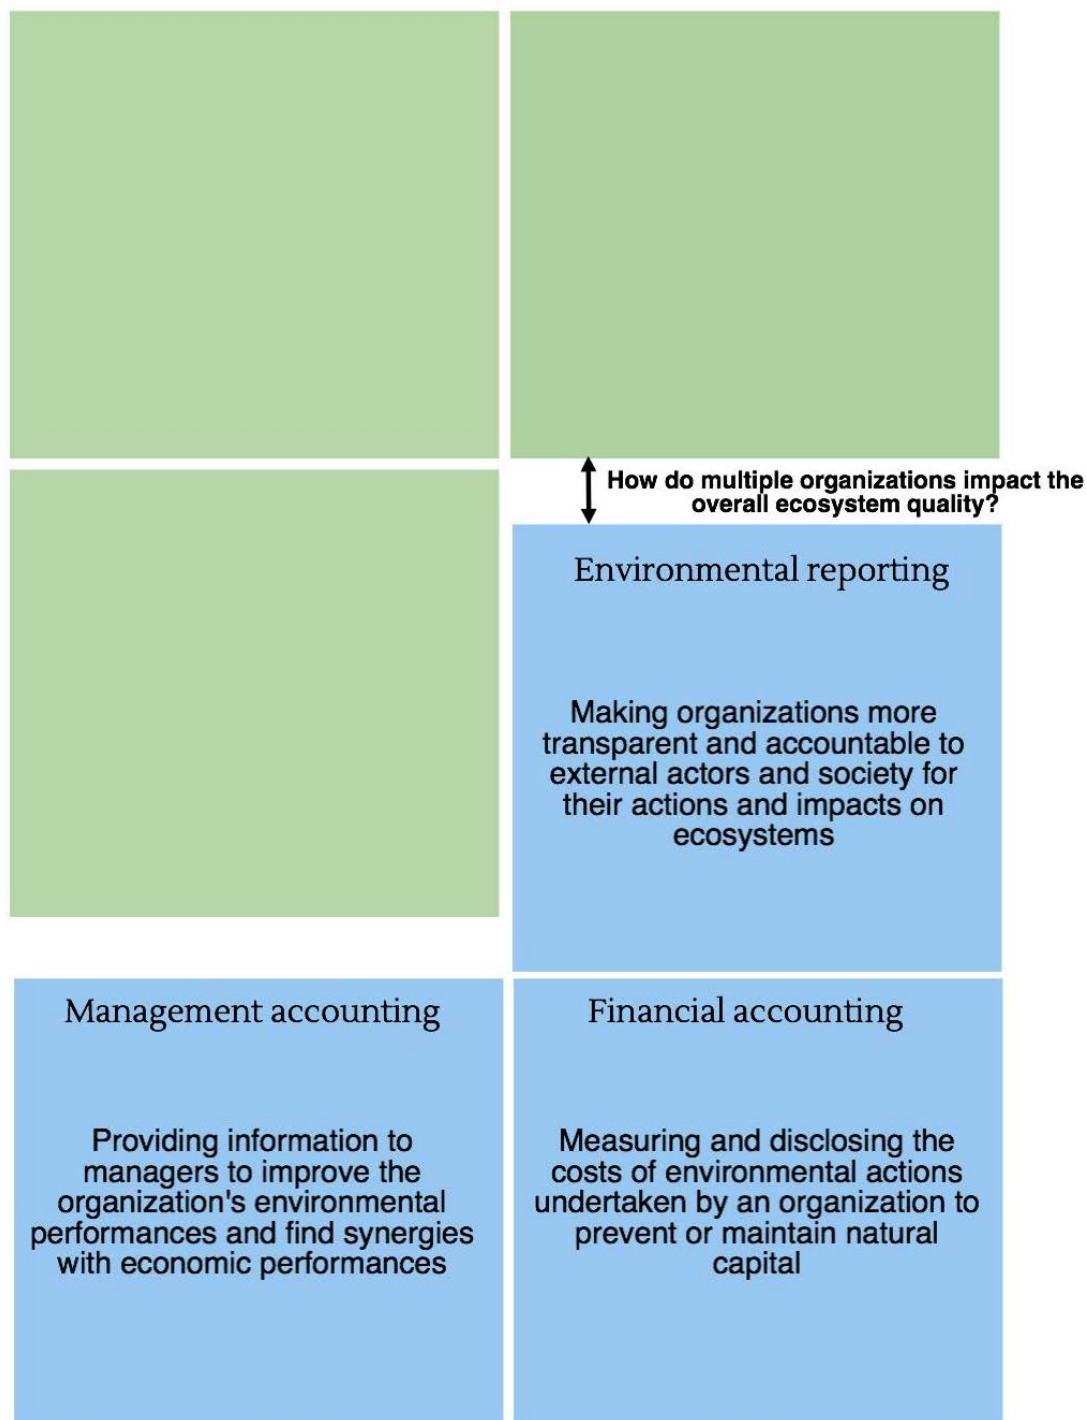 How do multiple organizations impact the
overall ecosystem quality?
Environmental reporting
Making organizations more
transparent and accountable to
external actors and society for
their actions and impacts on
ecosystems
Management accounting
Providing information to
managers to improve the
organization's environmental
performances and find synergies
with economic performances
Financial accounting
Measuring and disclosing the
costs of environmental actions
undertaken by an organization to
prevent or maintain natural
capital